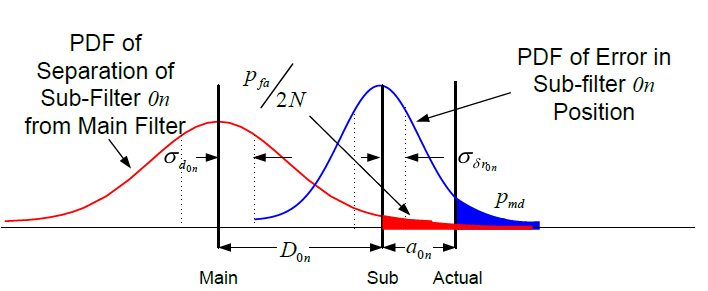 PDF of
Separation of
Sub-Filter 0n
from Main Filter
p_fa/2N
PDF of Error in
Sub-filter 0n
Position
σ_d0n
σ_δr0n
p_md
D_0n
a_0n
Main
Sub
Actual